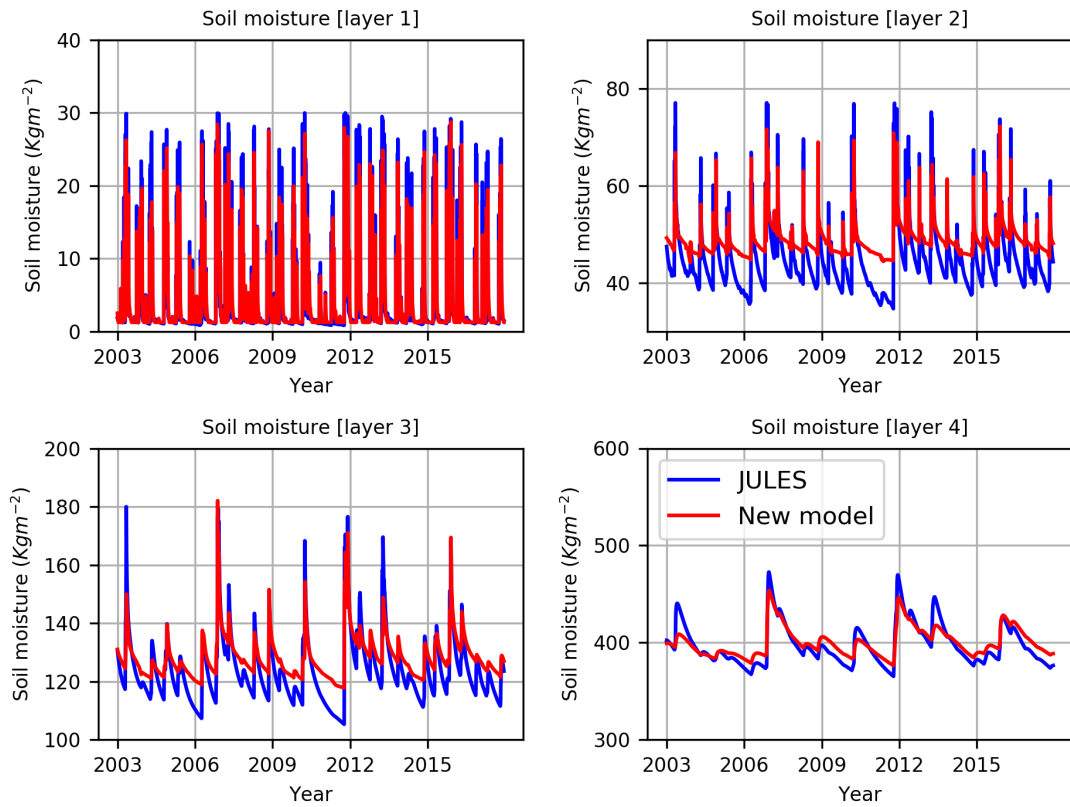 Soil moisture [layer 1]
Soil moisture (Kgm⁻²)
40
30
20
10
0
2003 2006 2009 2012 2015
Year
Soil moisture [layer 2]
Soil moisture (Kgm⁻²)
80
60
40
2003 2006 2009 2012 2015
Year
Soil moisture [layer 3]
Soil moisture (Kgm⁻²)
200
180
160
140
120
100
2003 2006 2009 2012 2015
Year
Soil moisture [layer 4]
Soil moisture (Kgm⁻²)
600
500
400
300
JULES
New model
2003 2006 2009 2012 2015
Year